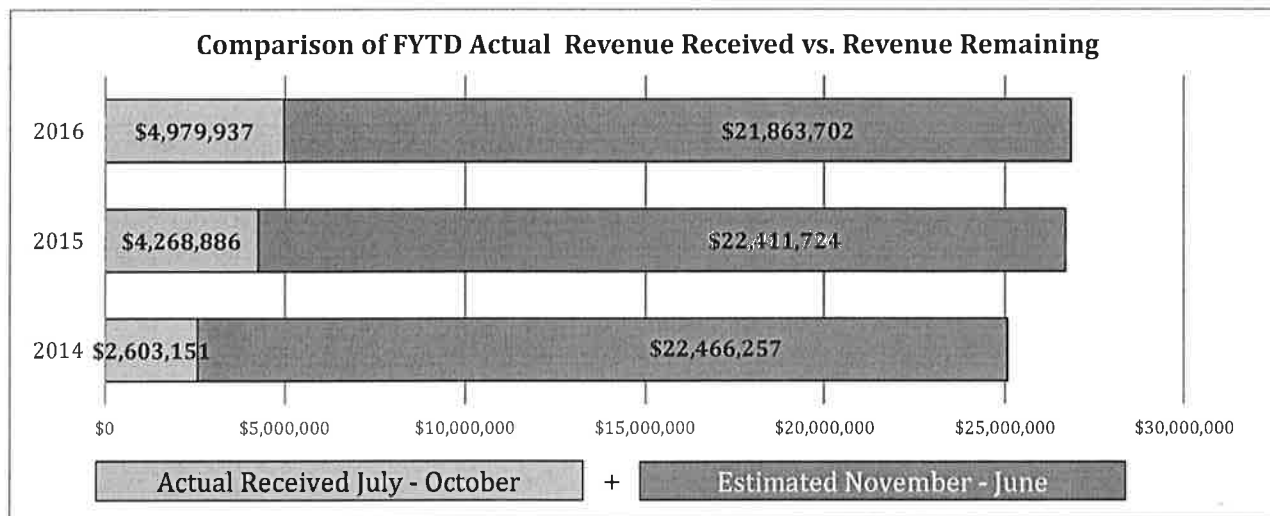 Comparison of FYTD Actual Revenue Received vs. Revenue Remaining
2016 $4,979,937 $21,863,702
2015 $4,268,886 $22,411,724
2014 $2,603,151 $22,466,257
$0 $5,000,000 $10,000,000 $15,000,000 $20,000,000 $25,000,000 $30,000,000
Actual Received July - October + Estimated November - June